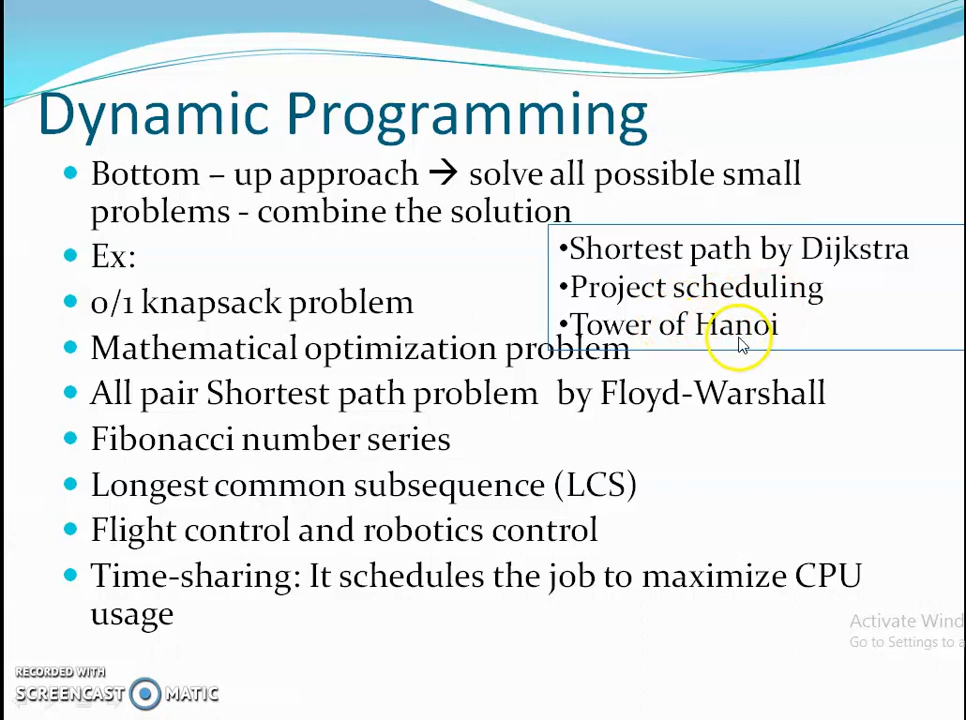 Dynamic Programming
• Bottom – up approach → solve all possible small
problems - combine the solution
• Ex:
• 0/1 knapsack problem
• Mathematical optimization problem
• All pair Shortest path problem by Floyd-Warshall
• Fibonacci number series
• Longest common subsequence (LCS)
• Flight control and robotics control
• Time-sharing: It schedules the job to maximize CPU
usage
•Shortest path by Dijkstra
•Project scheduling
•Tower of Hanoi
Activate Wind
Go to Settings to a
RECORDED WITH
SCREENCAST MATIC